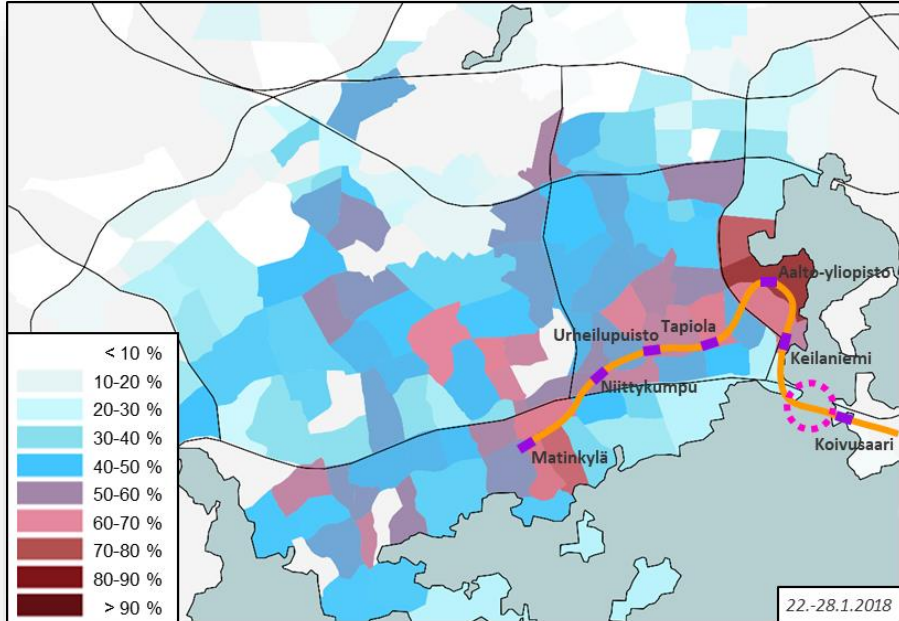 Aalto-yliopisto
Tapiola
Urheilupuisto
Keilaniemi
Niittykumpu
Koivusaari
Matinkylä
< 10 %
10-20 %
20-30 %
30-40 %
40-50 %
50-60 %
60-70 %
70-80 %
80-90 %
> 90 %
22.-28.1.2018